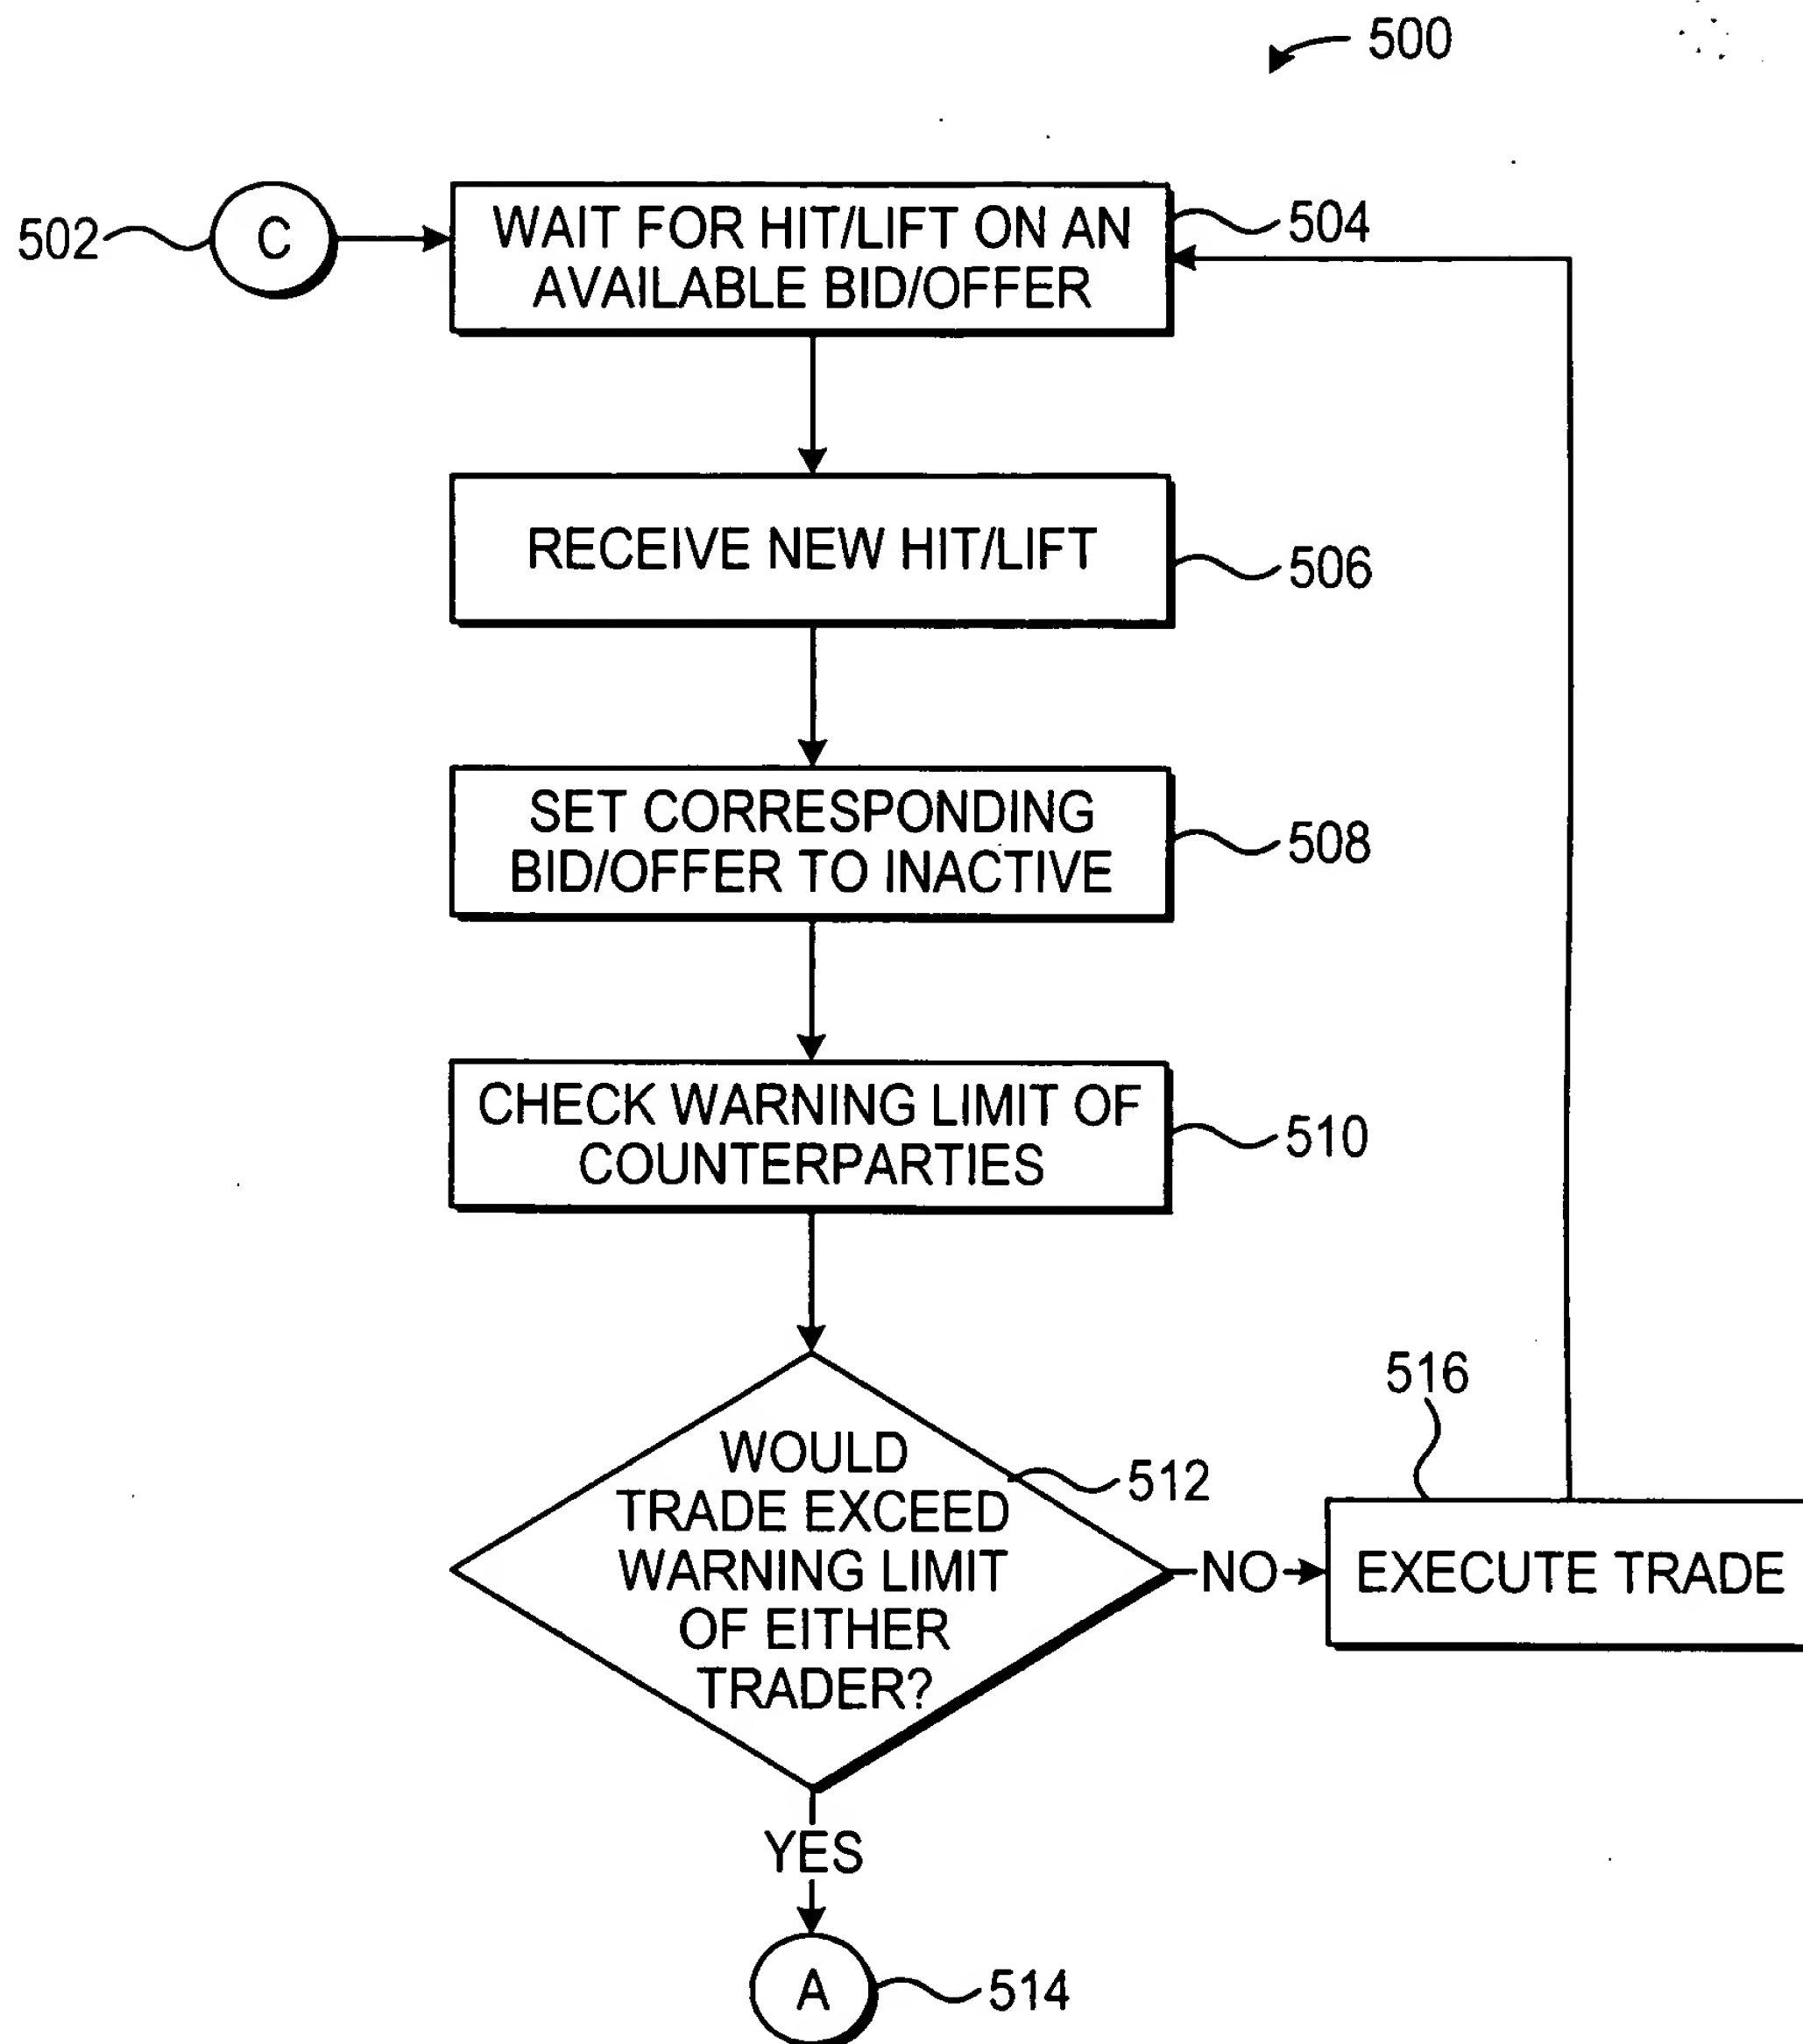 500
502
C
WAIT FOR HIT/LIFT ON AN
AVAILABLE BID/OFFER
504
RECEIVE NEW HIT/LIFT
506
SET CORRESPONDING
BID/OFFER TO INACTIVE
508
CHECK WARNING LIMIT OF
COUNTERPARTIES
510
WOULD
TRADE EXCEED
WARNING LIMIT
OF EITHER
TRADER?
512
NO
516
EXECUTE TRADE
YES
A
514